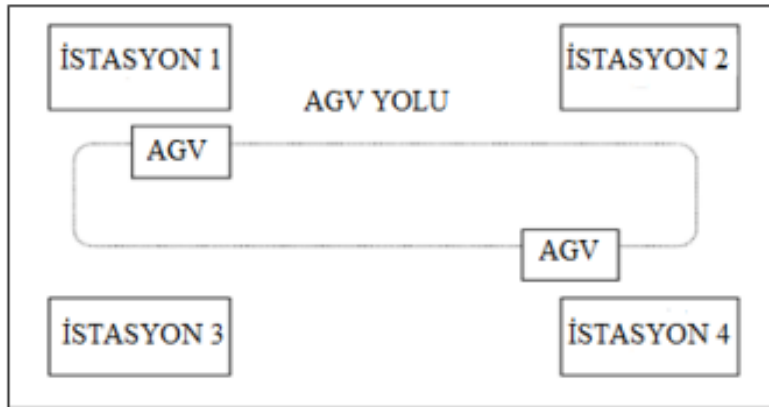 İSTASYON 1
İSTASYON 2
AGV YOLU
AGV
AGV
İSTASYON 3
İSTASYON 4